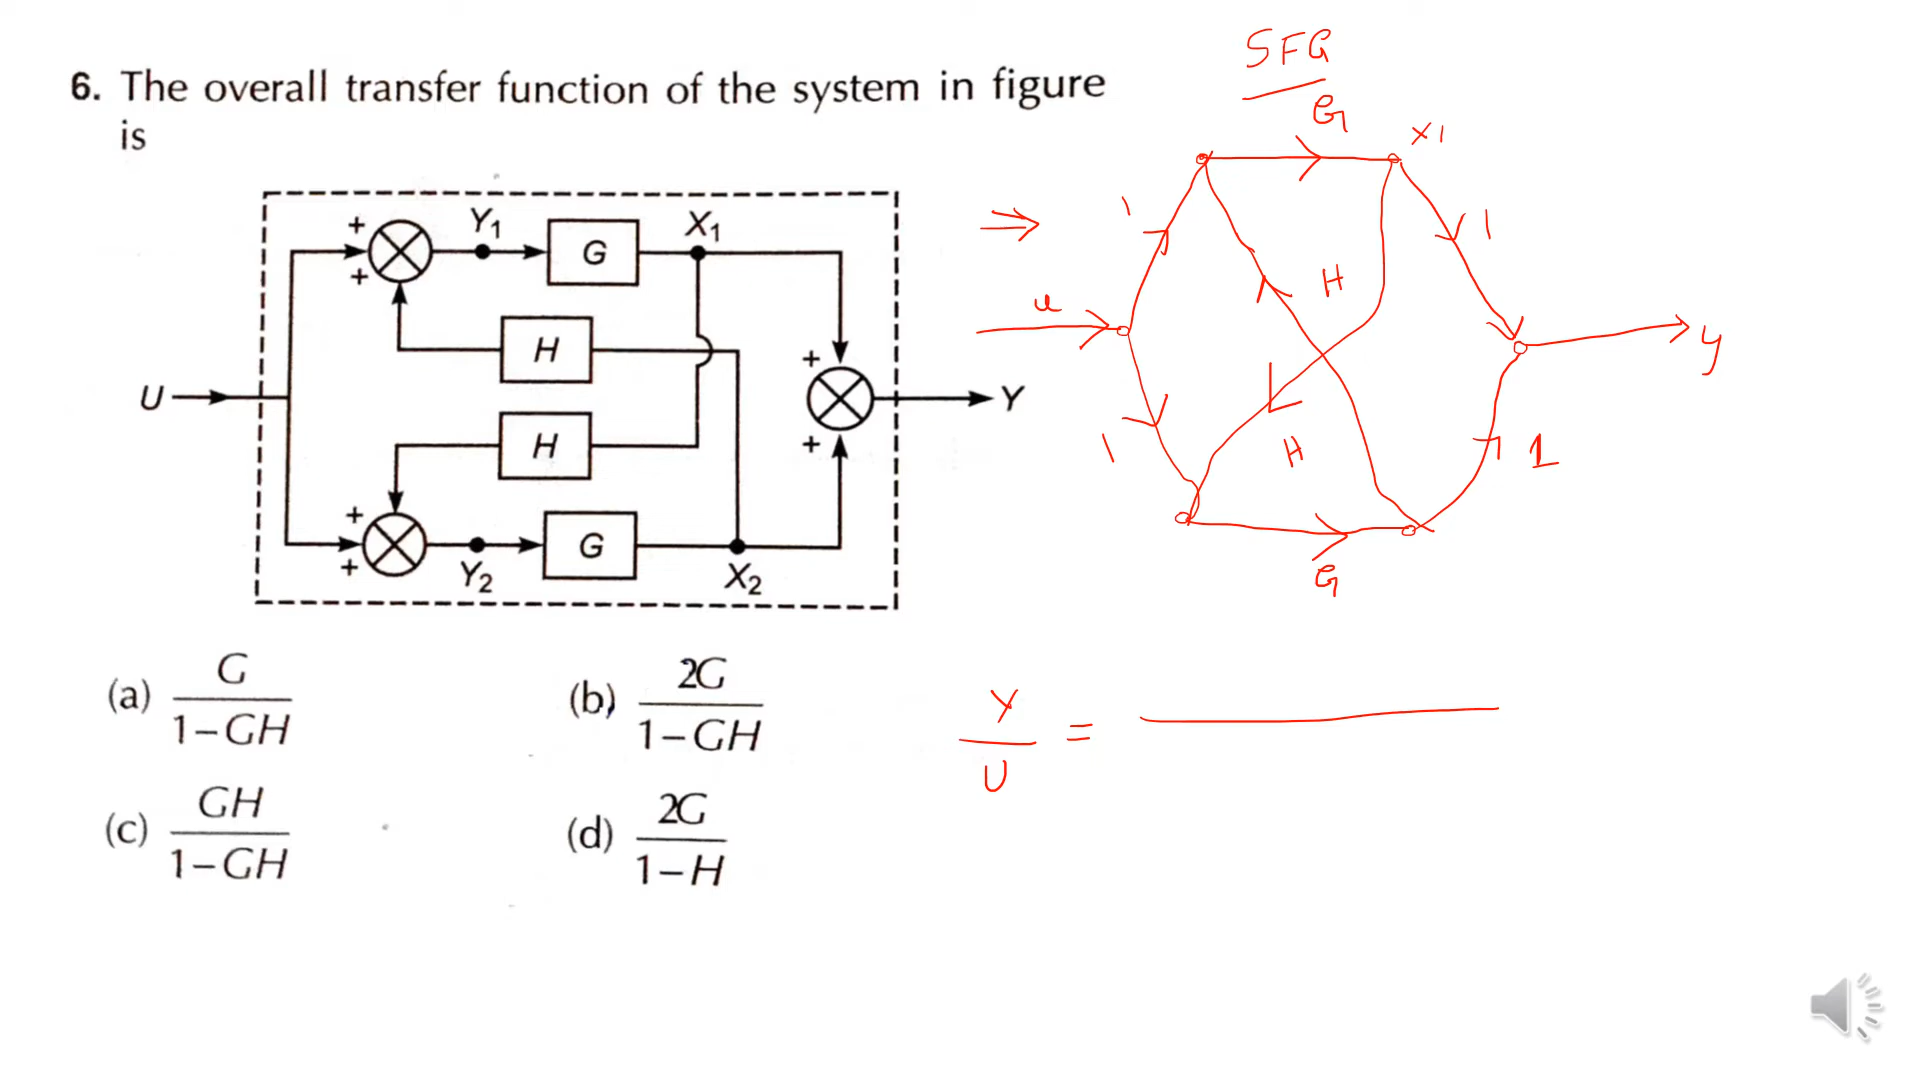 6. The overall transfer function of the system in figure
is
+
+
Y1
G
X1
H
U
H
+
+
Y
+
+
Y2
G
X2
(a) G
1–GH
(b) 2G
1–GH
(c) GH
1–GH
(d) 2G
1–H
SFG
G
X1
1
1
H
u
y
1
H
1
G
Y
U
=